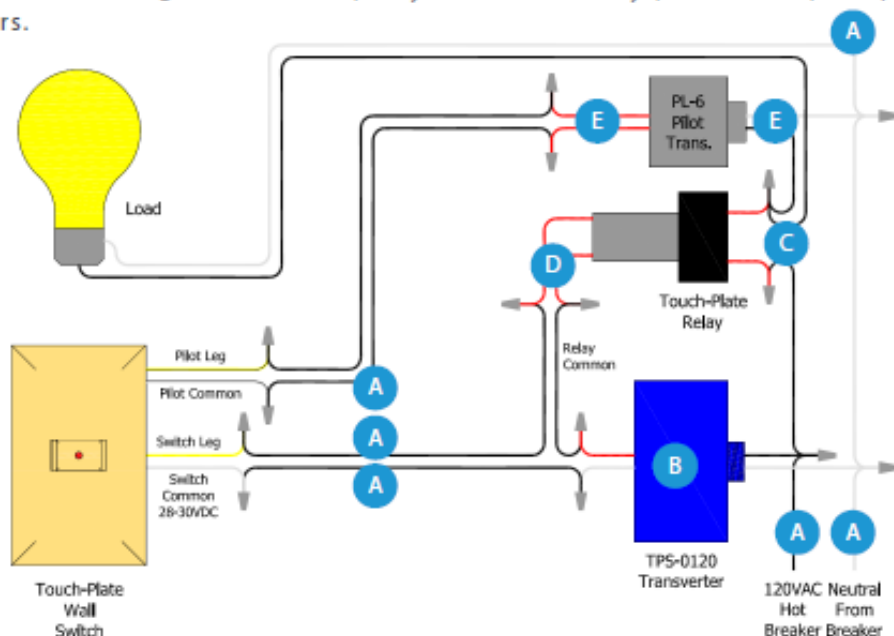 rs.
A
PL-6
Pilot
Trans.
E
E
Load
C
D
Touch-Plate
Relay
Pilot Leg
Relay
Common
Pilot Common
A
Switch Leg
A
Switch
Common
28-30VDC
A
B
A
A
TPS-0120
Transverter
Touch-Plate
Wall
Switch
120VAC
Hot
Breaker
Neutral
From
Breaker